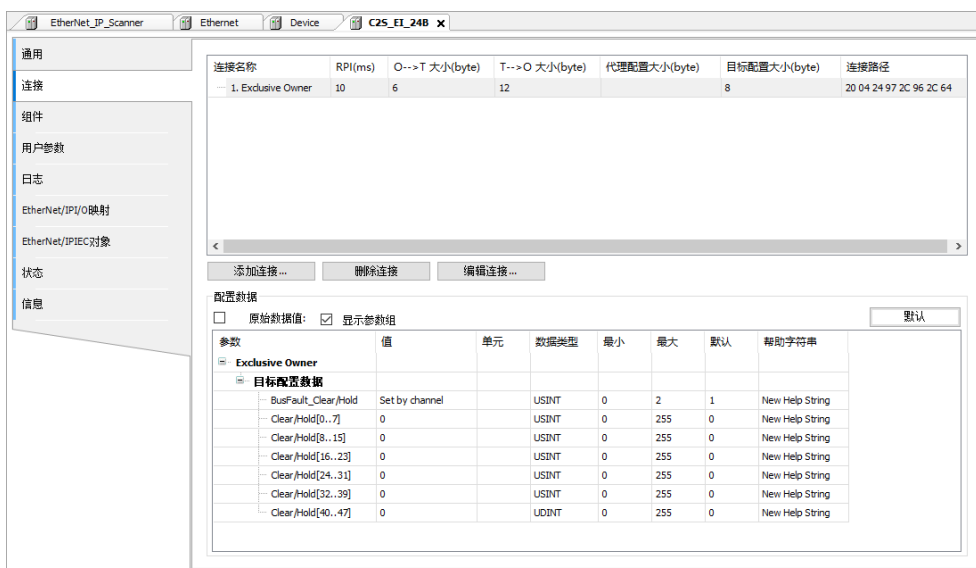 EtherNet_IP_Scanner Ethernet Device C2S_EI_24B x
通用
连接
组件
用户参数
日志
EtherNet/IPI/O映射
EtherNet/IPIEC对象
状态
信息
连接名称 RPI(ms) O-->T 大小(byte) T-->O 大小(byte) 代理配置大小(byte) 目标配置大小(byte) 连接路径
1. Exclusive Owner 10 6 12 8 20 04 24 97 2C 96 2C 64
添加连接... 删除连接 编辑连接...
配置数据
原始数据值: 显示参数组 默认
参数 值 单元 数据类型 最小 最大 默认 帮助字符串
Exclusive Owner
目标配置数据
BusFault_Clear/Hold Set by channel USINT 0 2 1 New Help String
Clear/Hold[0..7] 0 USINT 0 255 0 New Help String
Clear/Hold[8..15] 0 USINT 0 255 0 New Help String
Clear/Hold[16..23] 0 USINT 0 255 0 New Help String
Clear/Hold[24..31] 0 USINT 0 255 0 New Help String
Clear/Hold[32..39] 0 USINT 0 255 0 New Help String
Clear/Hold[40..47] 0 UDINT 0 255 0 New Help String